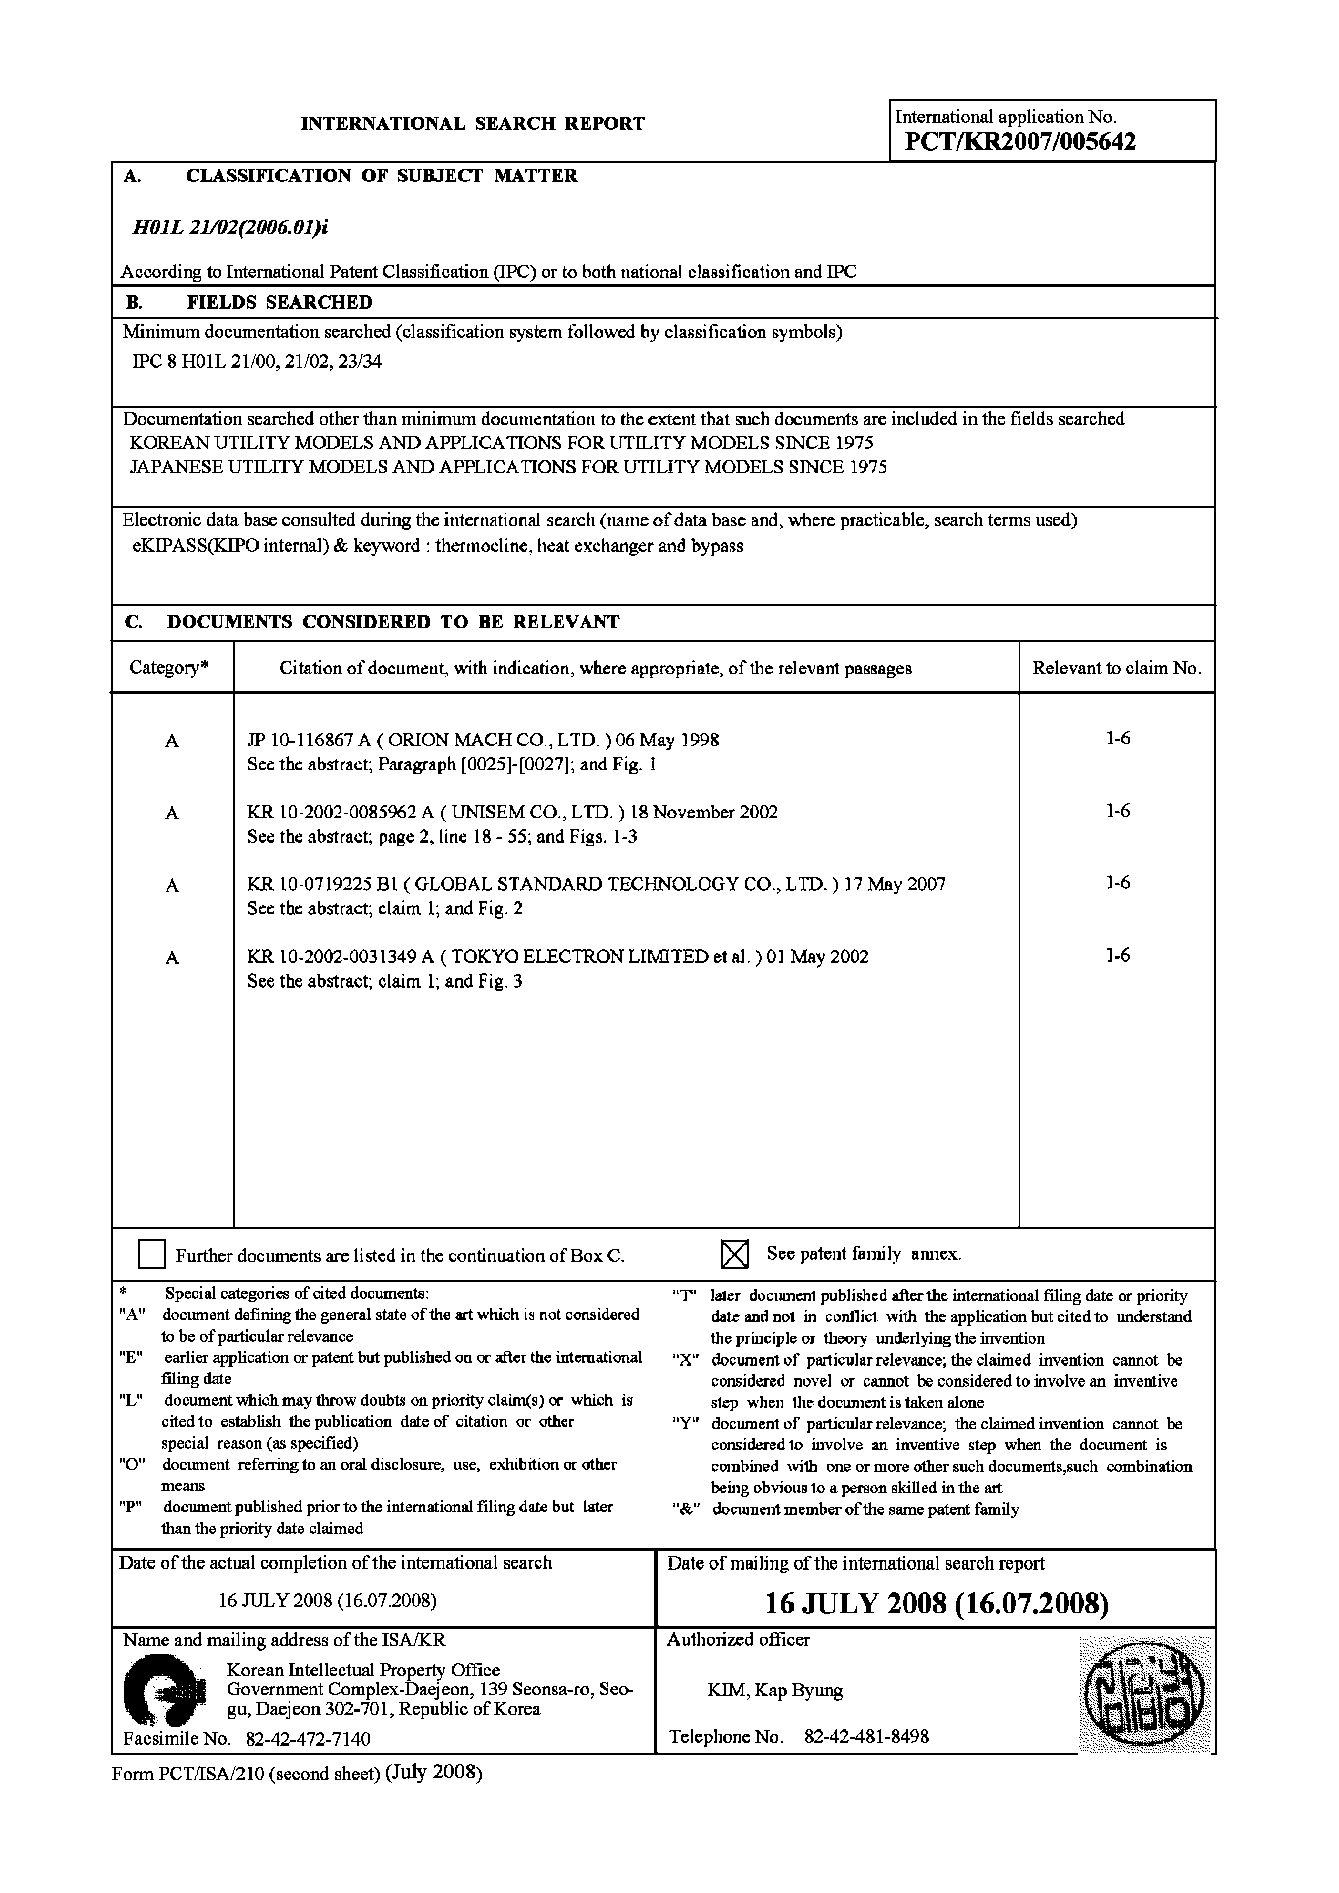 INTERNATIONAL SEARCH REPORT
International application No.
PCT/KR2007/005642
A. CLASSIFICATION OF SUBJECT MATTER
H01L 21/02(2006.01)i
According to International Patent Classification (IPC) or to both national classification and IPC
B. FIELDS SEARCHED
Minimum documentation searched (classification system followed by classification symbols)
IPC 8 H01L 21/00, 21/02, 23/34
Documentation searched other than minimum documentation to the extent that such documents are included in the fields searched
KOREAN UTILITY MODELS AND APPLICATIONS FOR UTILITY MODELS SINCE 1975
JAPANESE UTILITY MODELS AND APPLICATIONS FOR UTILITY MODELS SINCE 1975
Electronic data base consulted during the international search (name of data base and, where practicable, search terms used)
eKIPASS(KIPO internal) & keyword : thermocline, heat exchanger and bypass
C. DOCUMENTS CONSIDERED TO BE RELEVANT
Category* Citation of document, with indication, where appropriate, of the relevant passages Relevant to claim No.
A JP 10-116867 A ( ORION MACH CO., LTD. ) 06 May 1998 1-6
See the abstract; Paragraph [0025]-[0027]; and Fig. 1
A KR 10-2002-0085962 A ( UNISEM CO., LTD. ) 18 November 2002 1-6
See the abstract; page 2, line 18 - 55; and Figs. 1-3
A KR 10-0719225 B1 ( GLOBAL STANDARD TECHNOLOGY CO., LTD. ) 17 May 2007 1-6
See the abstract; claim 1; and Fig. 2
A KR 10-2002-0031349 A ( TOKYO ELECTRON LIMITED et al. ) 01 May 2002 1-6
See the abstract; claim 1; and Fig. 3
Further documents are listed in the continuation of Box C.
See patent family annex.
* Special categories of cited documents:
"A" document defining the general state of the art which is not considered
to be of particular relevance
"E" earlier application or patent but published on or after the international
filing date
"L" document which may throw doubts on priority claim(s) or which is
cited to establish the publication date of citation or other
special reason (as specified)
"O" document referring to an oral disclosure, use, exhibition or other
means
"P" document published prior to the international filing date but later
than the priority date claimed
"T" later document published after the international filing date or priority
date and not in conflict with the application but cited to understand
the principle or theory underlying the invention
"X" document of particular relevance; the claimed invention cannot be
considered novel or cannot be considered to involve an inventive
step when the document is taken alone
"Y" document of particular relevance; the claimed invention cannot be
considered to involve an inventive step when the document is
combined with one or more other such documents,such combination
being obvious to a person skilled in the art
"&" document member of the same patent family
Date of the actual completion of the international search
16 JULY 2008 (16.07.2008)
Date of mailing of the international search report
16 JULY 2008 (16.07.2008)
Name and mailing address of the ISA/KR
Korean Intellectual Property Office
Government Complex-Daejeon, 139 Seonsa-ro, Seo-
gu, Daejeon 302-701, Republic of Korea
Facsimile No. 82-42-472-7140
Authorized officer
KIM, Kap Byung
Telephone No. 82-42-481-8498
Form PCT/ISA/210 (second sheet) (July 2008)